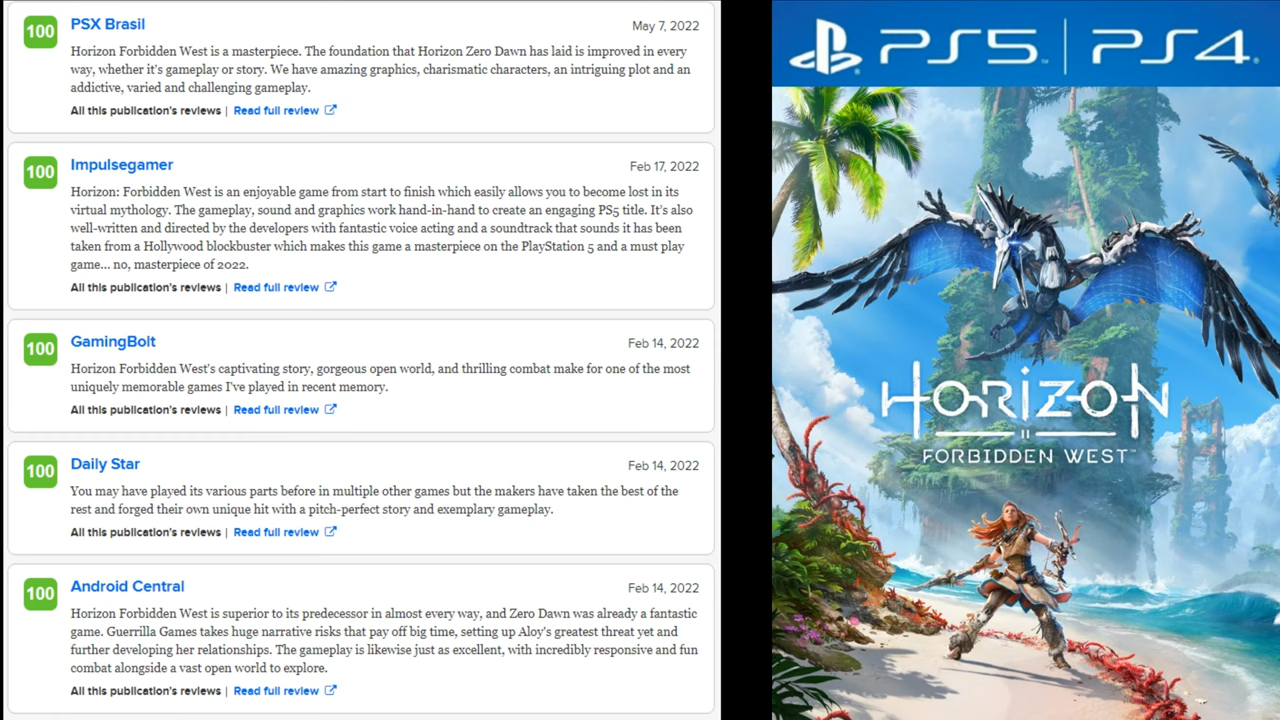 100
PSX Brasil
May 7, 2022
Horizon Forbidden West is a masterpiece. The foundation that Horizon Zero Dawn has laid is improved in every
way, whether it's gameplay or story. We have amazing graphics, charismatic characters, an intriguing plot and an
addictive, varied and challenging gameplay.
All this publication's reviews | Read full review
100
Impulsegamer
Feb 17, 2022
Horizon: Forbidden West is an enjoyable game from start to finish which easily allows you to become lost in its
virtual mythology. The gameplay, sound and graphics work hand-in-hand to create an engaging PS5 title. It's also
well-written and directed by the developers with fantastic voice acting and a soundtrack that sounds it has been
taken from a Hollywood blockbuster which makes this game a masterpiece on the PlayStation 5 and a must play
game... no, masterpiece of 2022.
All this publication's reviews | Read full review
100
GamingBolt
Feb 14, 2022
Horizon Forbidden West's captivating story, gorgeous open world, and thrilling combat make for one of the most
uniquely memorable games I've played in recent memory.
All this publication's reviews | Read full review
100
Daily Star
Feb 14, 2022
You may have played its various parts before in multiple other games but the makers have taken the best of the
rest and forged their own unique hit with a pitch-perfect story and exemplary gameplay.
All this publication's reviews | Read full review
100
Android Central
Feb 14, 2022
Horizon Forbidden West is superior to its predecessor in almost every way, and Zero Dawn was already a fantastic
game. Guerrilla Games takes huge narrative risks that pay off big time, setting up Aloy's greatest threat yet and
further developing her relationships. The gameplay is likewise just as excellent, with incredibly responsive and fun
combat alongside a vast open world to explore.
All this publication's reviews | Read full review
PS5™ | PS4®
HORIZON
II
FORBIDDEN WEST™